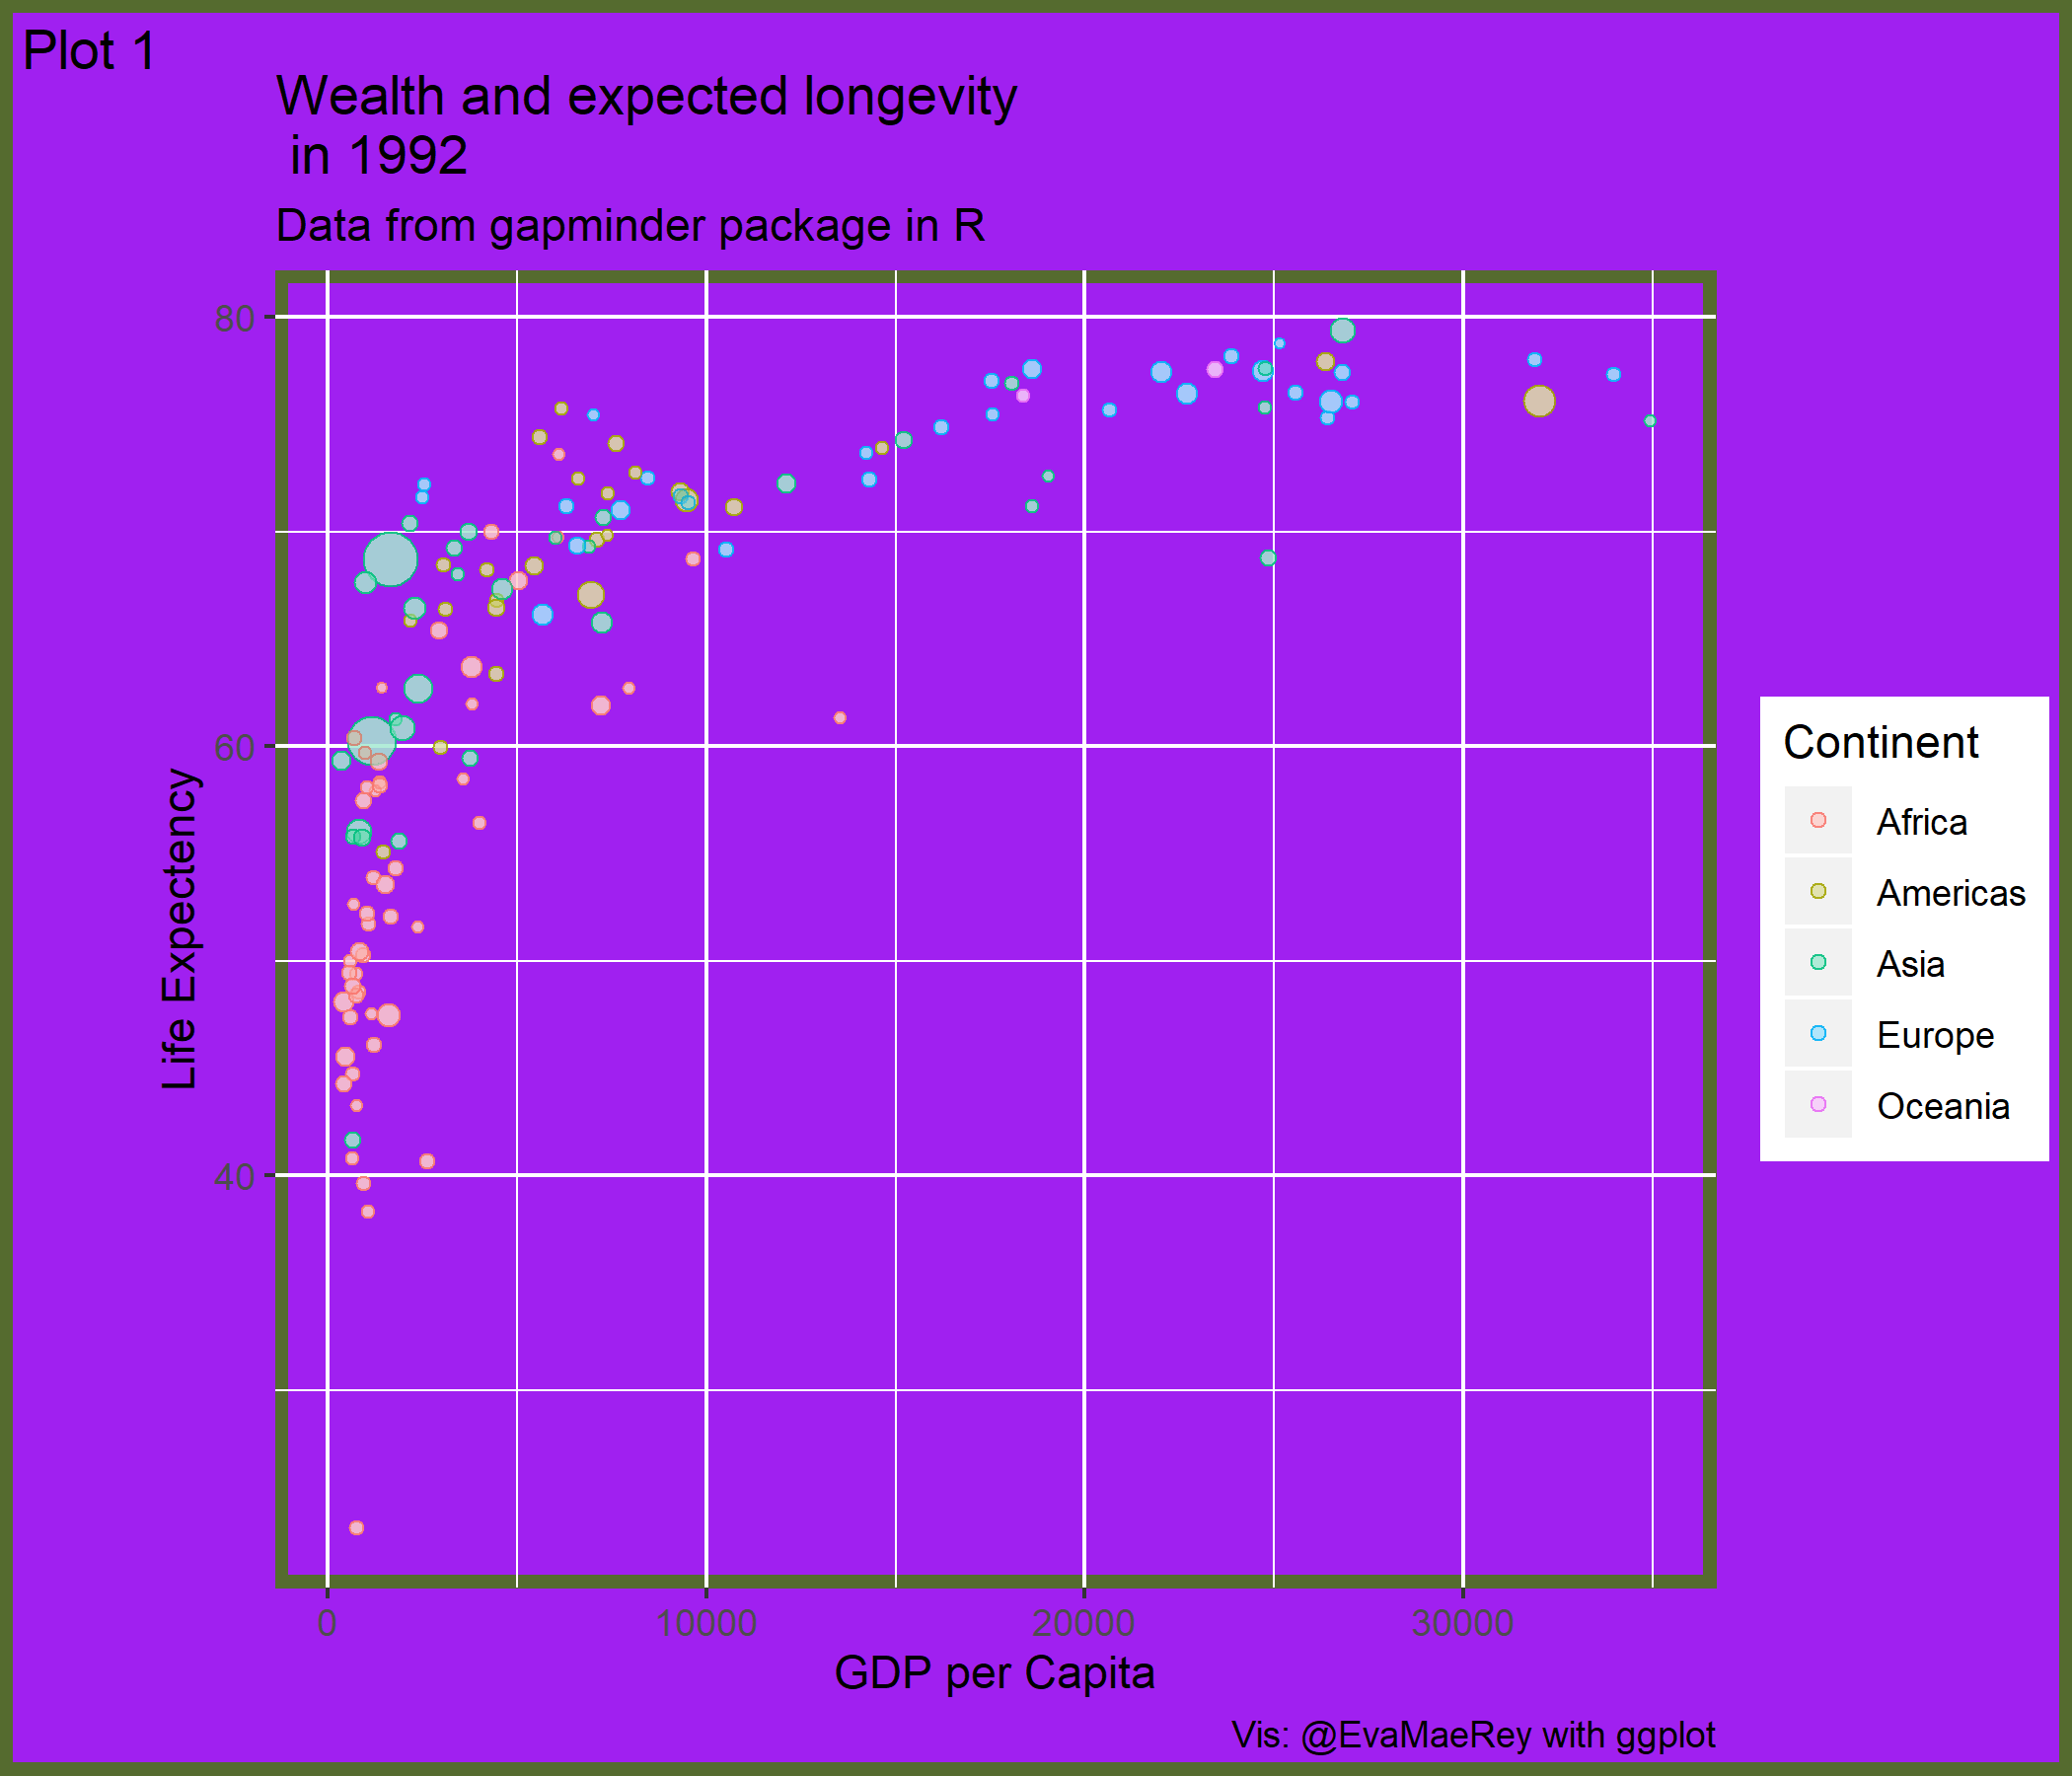 Plot 1
Wealth and expected longevity
in 1992
Data from gapminder package in R
80
60
40
Life Expectency
0 10000 20000 30000
GDP per Capita
Continent
Africa
Americas
Asia
Europe
Oceania
Vis: @EvaMaeRey with ggplot